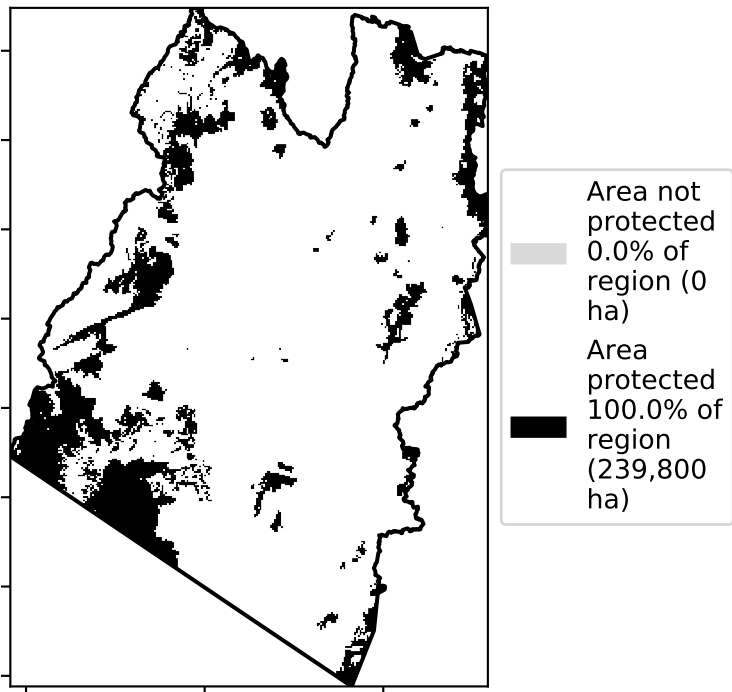 Area not
protected
0.0% of
region (0
ha)
Area
protected
100.0% of
region
(239,800
ha)